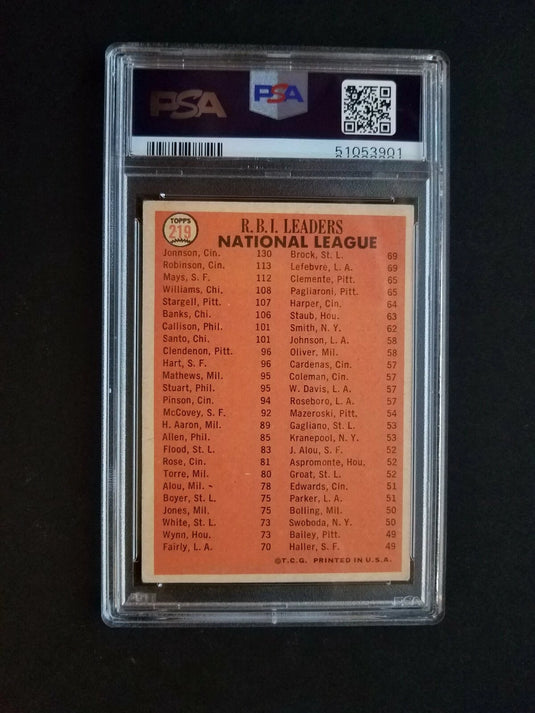 PSA
PSA
51053901
TOPPS
219
R.B.I. LEADERS
NATIONAL LEAGUE
Johnson, Cin. 130
Robinson, Cin. 113
Mays, S. F. 112
Williams, Chi. 108
Stargell, Pitt. 107
Banks, Chi. 106
Callison, Phil. 101
Santo, Chi. 101
Clendenon, Pitt. 96
Hart, S. F. 96
Mathews, Mil. 95
Stuart, Phil. 95
Pinson, Cin. 94
McCovey, S. F. 92
H. Aaron, Mil. 89
Allen, Phil. 85
Flood, St. L. 83
Rose, Cin. 81
Torre, Mil. 80
Alou, Mil. 78
Boyer, St. L. 75
Jones, Mil. 75
White, St. L. 73
Wynn, Hou. 73
Fairly, L. A. 70
Brock, St. L. 69
Lefebvre, L. A. 69
Clemente, Pitt. 65
Pagliaroni, Pitt. 65
Harper, Cin. 64
Staub, Hou. 63
Smith, N. Y. 62
Johnson, L. A. 58
Oliver, Mil. 58
Cardenas, Cin. 57
Coleman, Cin. 57
W. Davis, L. A. 57
Roseboro, L. A. 57
Mazeroski, Pitt. 54
Gagliano, St. L. 53
Kranepool, N. Y. 53
J. Alou, S. F. 52
Aspromonte, Hou. 52
Groat, St. L. 52
Edwards, Cin. 51
Parker, L. A. 51
Bolling, Mil. 50
Swoboda, N. Y. 50
Bailey, Pitt. 49
Haller, S. F. 49
©T.C.G. PRINTED IN U.S.A.